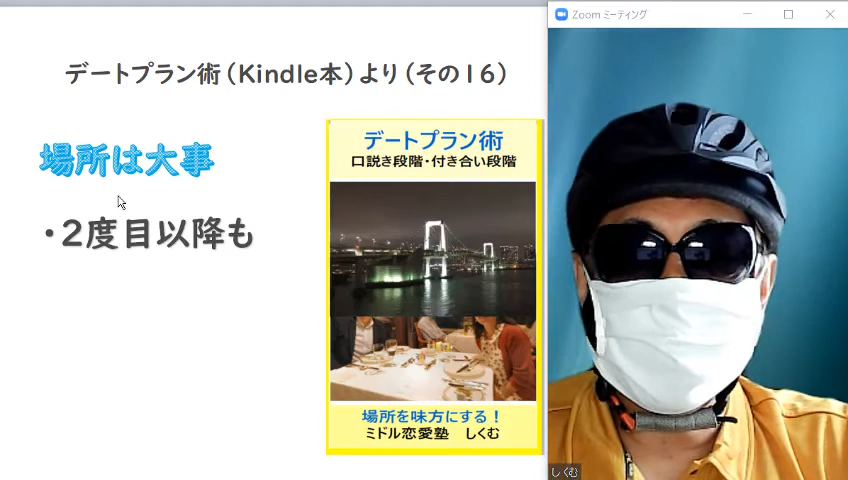 デートプラン術（Kindle本）より（その１６）
場所は大事
・２度目以降も
デートプラン術
口説き段階・付き合い段階
場所を味方にする！
ミドル恋愛塾　しくむ
Zoom ミーティング
しくむ